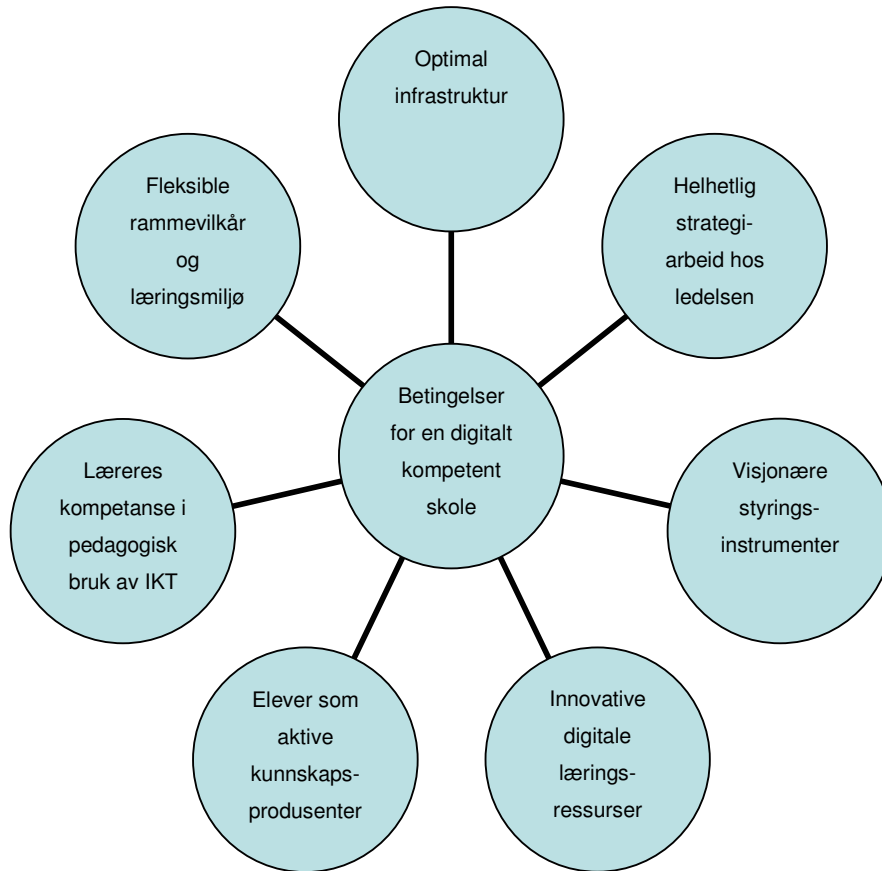 Optimal
infrastruktur
Fleksible
rammevilkår
og
læringsmiljø
Helhetlig
strategi-
arbeid hos
ledelsen
Betingelser
for en digitalt
kompetent
skole
Læreres
kompetanse i
pedagogisk
bruk av IKT
Visjonære
styrings-
instrumenter
Elever som
aktive
kunnskaps-
produsenter
Innovative
digitale
lærings-
ressurser